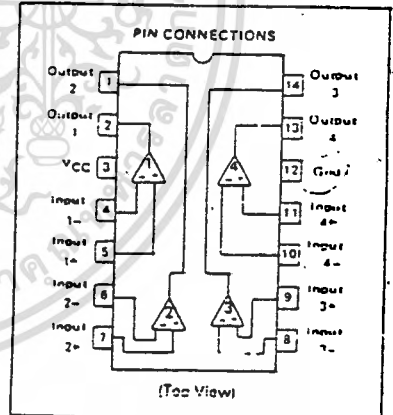 PIN CONNECTIONS
Output 2
1
Output 1
2
VCC
3
Input 1-
4
Input 1+
5
Input 2-
6
Input 2+
7
14
Output 3
13
Output 4
12
Gnd
11
Input 4+
10
Input 4-
9
Input 3+
8
Input 3-
1
4
2
3
(Top View)